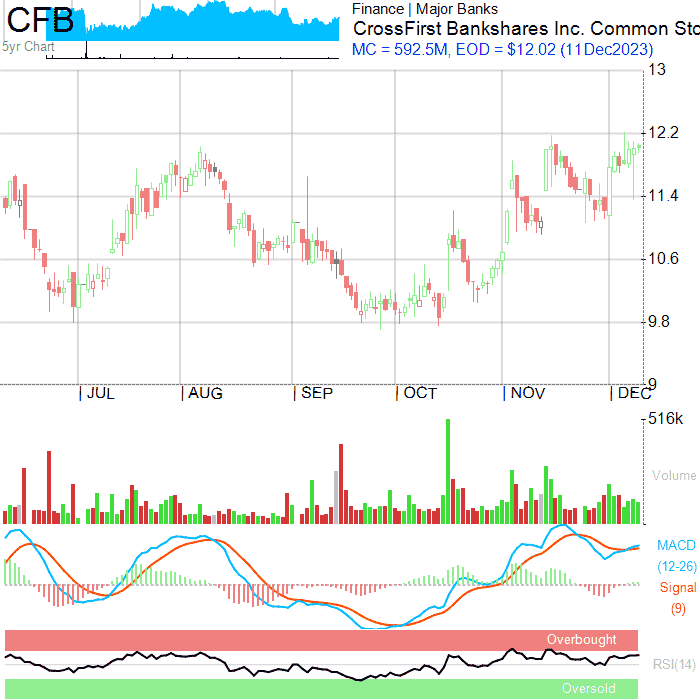 CFB
Finance | Major Banks
CrossFirst Bankshares Inc. Common Sto
5yr Chart
MC = 592.5M, EOD = $12.02 (11Dec2023)
13
12.2
11.4
10.6
9.8
9
JUL AUG SEP OCT NOV DEC
516k
Volume
MACD
(12-26)
Signal
(9)
Overbought
RSI(14)
Oversold